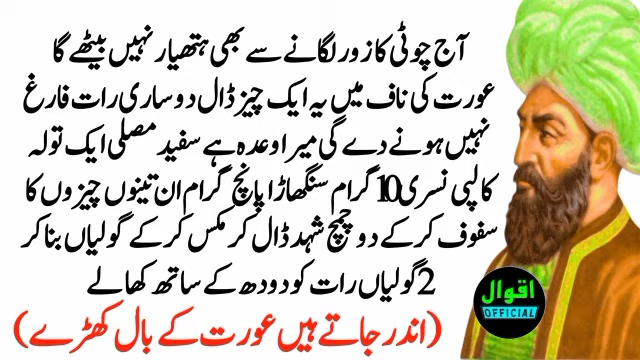 آج چوٹی کا زور لگانے سے بھی ہتھیار نہیں بیٹھے گا
عورت کی ناف میں یہ ایک چیز ڈال دو ساری رات فارغ
نہیں ہونے دے گی میرا وعدہ ہے سفید مصلی ایک تولہ
کالپی نسری 10 گرام سنگھاڑا پانچ گرام ان تینوں چیزوں کا
سفوف کر کے دو چمچ شہد ڈال کر مکس کر کے گولیاں بنا کر
2 گولیاں رات کو دودھ کے ساتھ کھا لے
(اندر جاتے ہیں عورت کے بال کھڑے)
اقوال
OFFICIAL